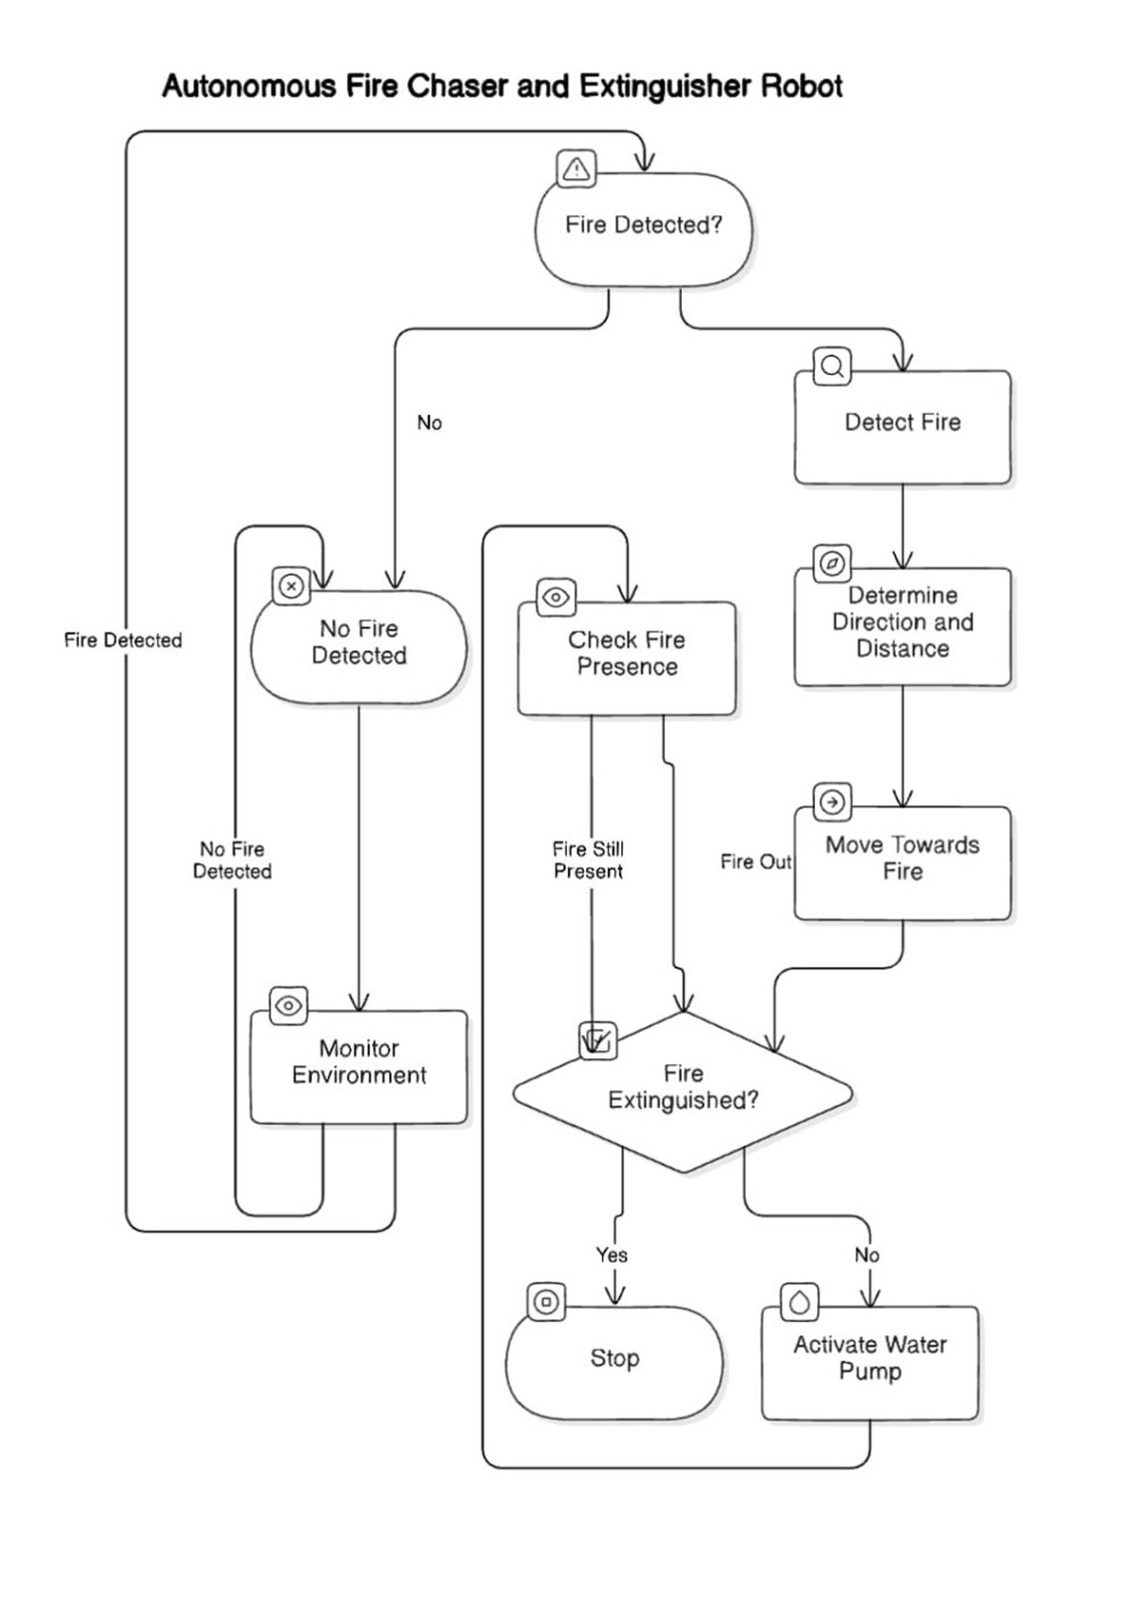 Autonomous Fire Chaser and Extinguisher Robot
Fire Detected?
Detect Fire
No
Determine
Direction and
Distance
No Fire
Detected
Check Fire
Presence
Fire Detected
Move Towards
Fire
No Fire
Detected
Fire Still
Present
Fire Out
Monitor
Environment
Fire
Extinguished?
Yes
No
Stop
Activate Water
Pump